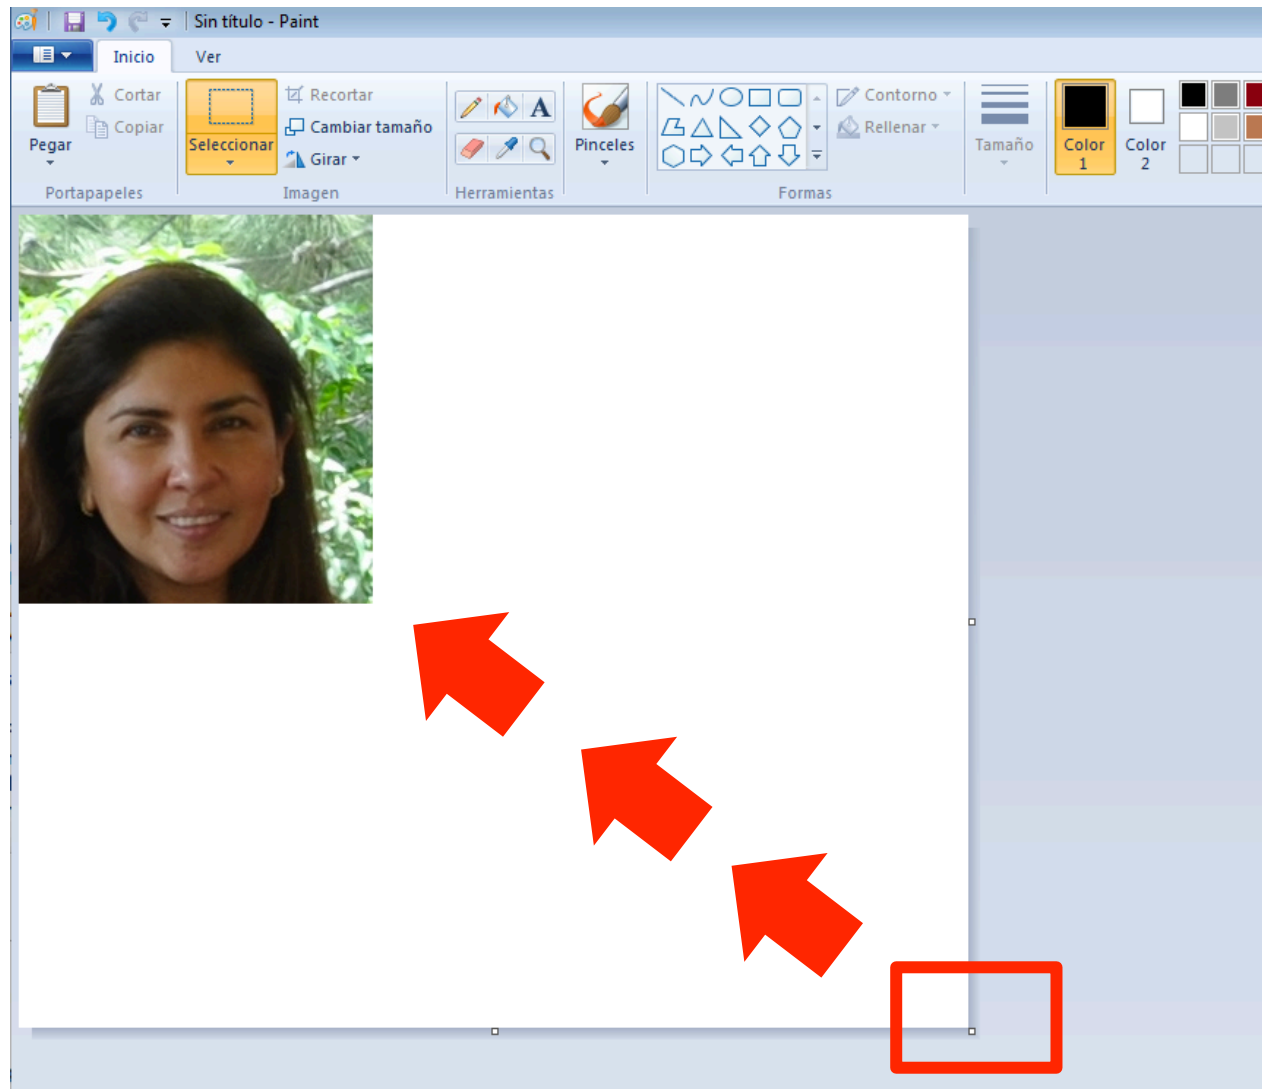 Sin título - Paint
Inicio Ver
Cortar
Copiar
Pegar
Portapapeles
Seleccionar
Recortar
Cambiar tamaño
Girar
Imagen
A
Herramientas
Pinceles
Contorno
Rellenar
Formas
Tamaño
Color
1
Color
2